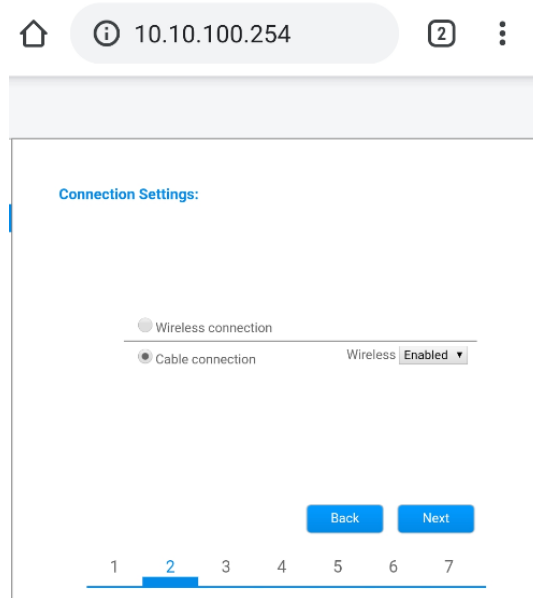 10.10.100.254
2
Connection Settings:
Wireless connection
Cable connection Wireless Enabled
Back Next
1 2 3 4 5 6 7